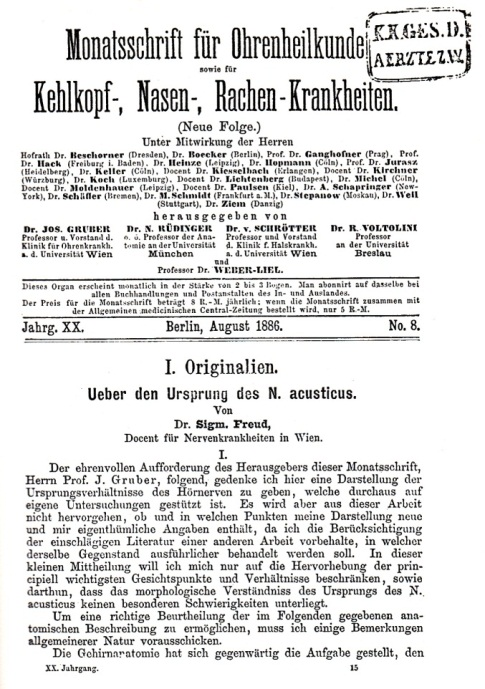 Monatsschrift für Ohrenheilkunde
K.K.GES.D.
AERZTE Z.W.
sowie für
Kehlkopf-, Nasen-, Rachen-Krankheiten.
(Neue Folge.)
Unter Mitwirkung der Herren
Hofrath Dr. Beschorner (Dresden), Dr. Boecker (Berlin), Prof. Dr. Ganghofner (Prag), Prof.
Dr. Hack (Freiburg i. Baden), Dr. Heinze (Leipzig), Dr. Hopmann (Cöln), Prof. Dr. Jurasz
(Heidelberg), Dr. Keller (Cöln), Docent Dr. Kiesselbach (Erlangen), Docent Dr. Kirchner
(Würzburg), Dr. Koch (Luxemburg), Docent Dr. Lichtenberg (Budapest), Dr. Michel (Cöln),
Docent Dr. Moldenhauer (Leipzig), Docent Dr. Paulsen (Kiel), Dr. A. Schapringer (New-
York), Dr. Schäffer (Bremen), Dr. M. Schmidt (Frankfurt a. M.), Dr. Stepanow (Moskau), Dr. Weil
(Stuttgart), Dr. Ziem (Danzig)
herausgegeben von
Dr. JOS. GRUBER Dr. N. RÜDINGER Dr. v. SCHRÖTTER Dr. R. VOLTOLINI
Professor u. Vorstand d. o. ö. Professor der Ana- Professor und Vorstand Professor
Klinik für Ohrenkrankh. tomie an der Universität d. Klinik f. Halskrankh. an der Universität
a. d. Universität Wien München a. d. Universität Wien Breslau
und
Professor Dr. WEBER-LIEL.
Dieses Organ erscheint monatlich in der Stärke von 2 bis 3 Bogen. Man abonnirt auf dasselbe bei
allen Buchhandlungen und Postanstalten des In- und Auslandes.
Der Preis für die Monatsschrift beträgt 8 R.-M. jährlich; wenn die Monatsschrift zusammen mit
der Allgemeinen medicinischen Central-Zeitung bestellt wird, nur 5 R.-M.
Jahrg. XX. Berlin, August 1886. No. 8.
I. Originalien.
Ueber den Ursprung des N. acusticus.
Von
Dr. Sigm. Freud,
Docent für Nervenkrankheiten in Wien.
I.
Der ehrenvollen Aufforderung des Herausgebers dieser Monatsschrift,
Herrn Prof. J. Gruber, folgend, gedenke ich hier eine Darstellung der
Ursprungsverhältnisse des Hörnerven zu geben, welche durchaus auf
eigene Untersuchungen gestützt ist. Es wird aber aus dieser Arbeit
nicht hervorgehen, ob und in welchen Punkten meine Darstellung neue
und mir eigenthümliche Angaben enthält, da ich die Berücksichtigung
der einschlägigen Literatur einer anderen Arbeit vorbehalte, in welcher
derselbe Gegenstand ausführlicher behandelt werden soll. In dieser
kleinen Mittheilung will ich mich nur auf die Hervorhebung der prin-
cipiell wichtigsten Gesichtspunkte und Verhältnisse beschränken, sowie
darthun, dass das morphologische Verständniss des Ursprungs des N.
acusticus keinen besonderen Schwierigkeiten unterliegt.
Um eine richtige Beurtheilung der im Folgenden gegebenen ana-
tomischen Beschreibung zu ermöglichen, muss ich einige Bemerkungen
allgemeinerer Natur vorausschicken.
Die Gehirnanatomie hat sich gegenwärtig die Aufgabe gestellt, den
XX. Jahrgang. 15